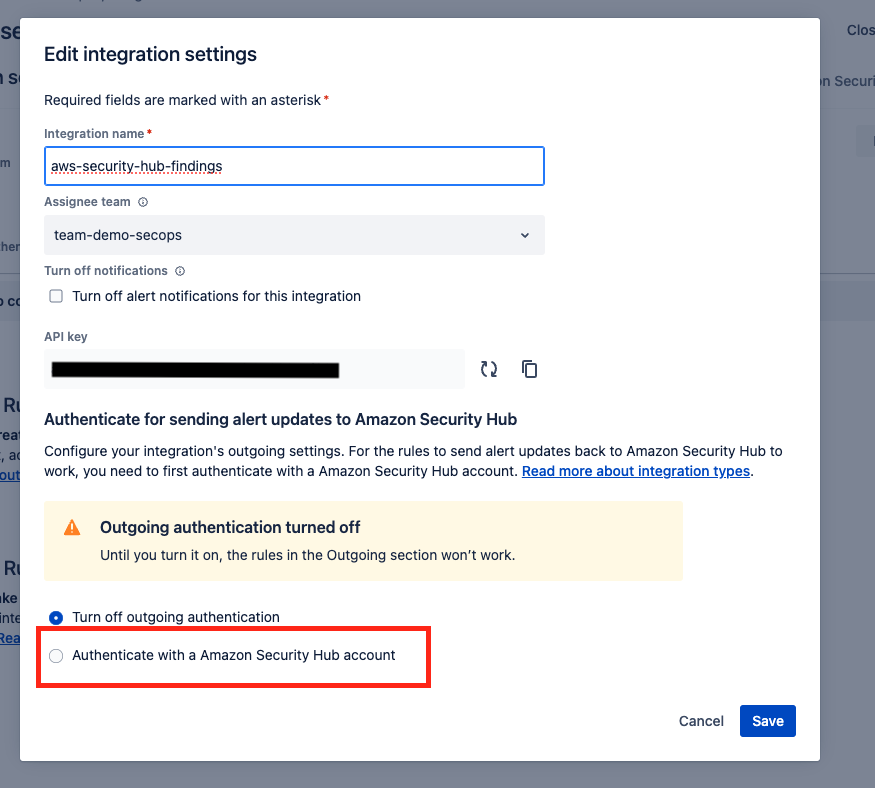 Clos
Edit integration settings
on Securi
Required fields are marked with an asterisk*
Integration name*
aws-security-hub-findings
Assignee team
team-demo-secops
Turn off notifications
Turn off alert notifications for this integration
API key
Authenticate for sending alert updates to Amazon Security Hub
Configure your integration's outgoing settings. For the rules to send alert updates back to Amazon Security Hub to
work, you need to first authenticate with a Amazon Security Hub account. Read more about integration types.
Outgoing authentication turned off
Until you turn it on, the rules in the Outgoing section won't work.
Turn off outgoing authentication
Authenticate with a Amazon Security Hub account
Cancel Save